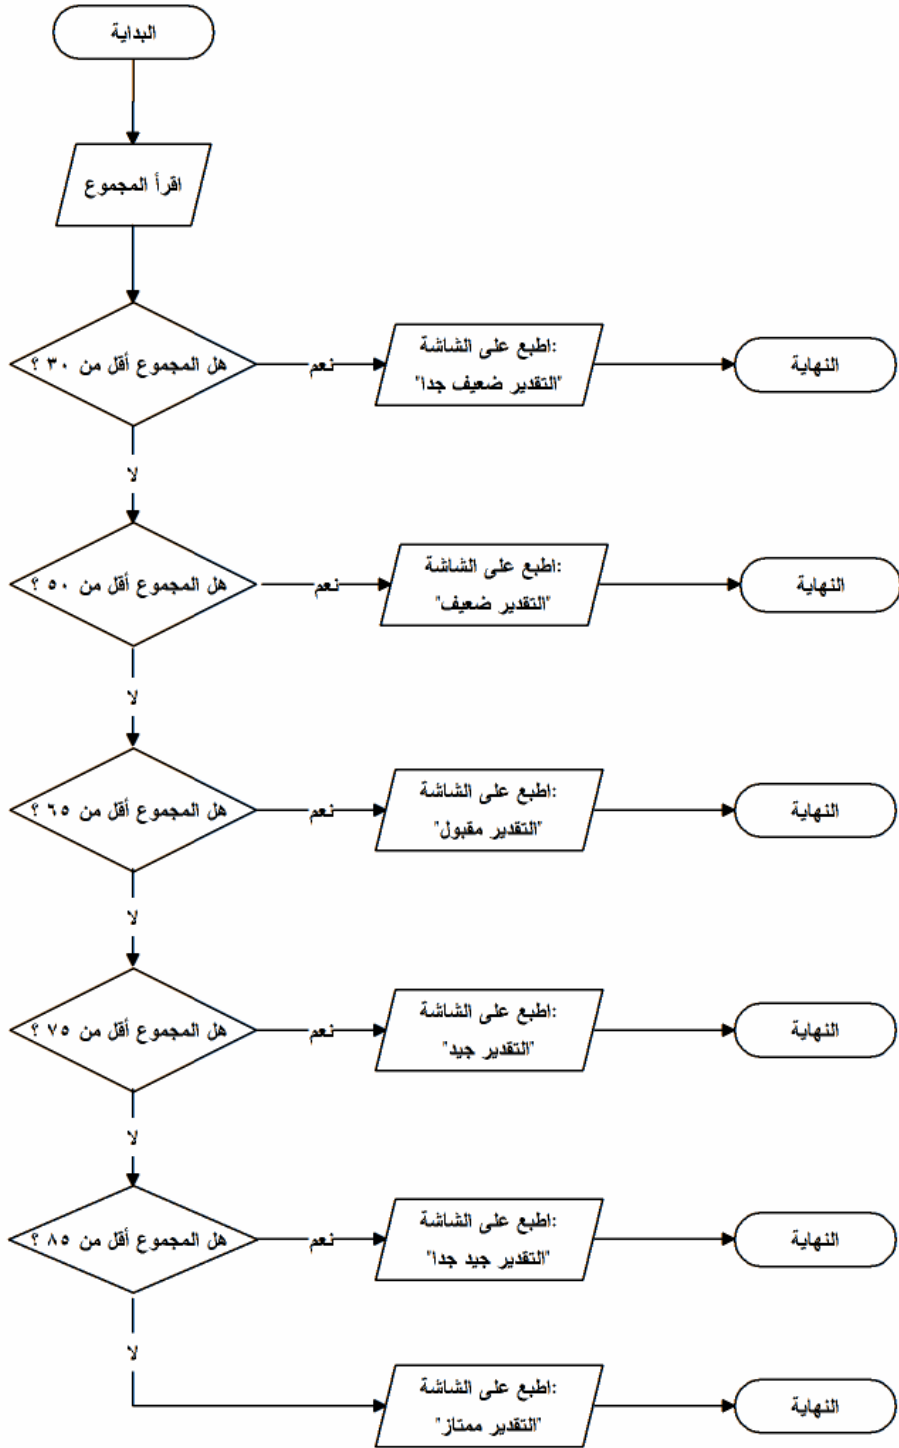 البداية
اقرأ المجموع
هل المجموع أقل من ٣٠ ؟
نعم
اطبع على الشاشة:
"التقدير ضعيف جدا"
النهاية
لا
هل المجموع أقل من ٥٠ ؟
نعم
اطبع على الشاشة:
"التقدير ضعيف"
النهاية
لا
هل المجموع أقل من ٦٥ ؟
نعم
اطبع على الشاشة:
"التقدير مقبول"
النهاية
لا
هل المجموع أقل من ٧٥ ؟
نعم
اطبع على الشاشة:
"التقدير جيد"
النهاية
لا
هل المجموع أقل من ٨٥ ؟
نعم
اطبع على الشاشة:
"التقدير جيد جدا"
النهاية
لا
اطبع على الشاشة:
"التقدير ممتاز"
النهاية